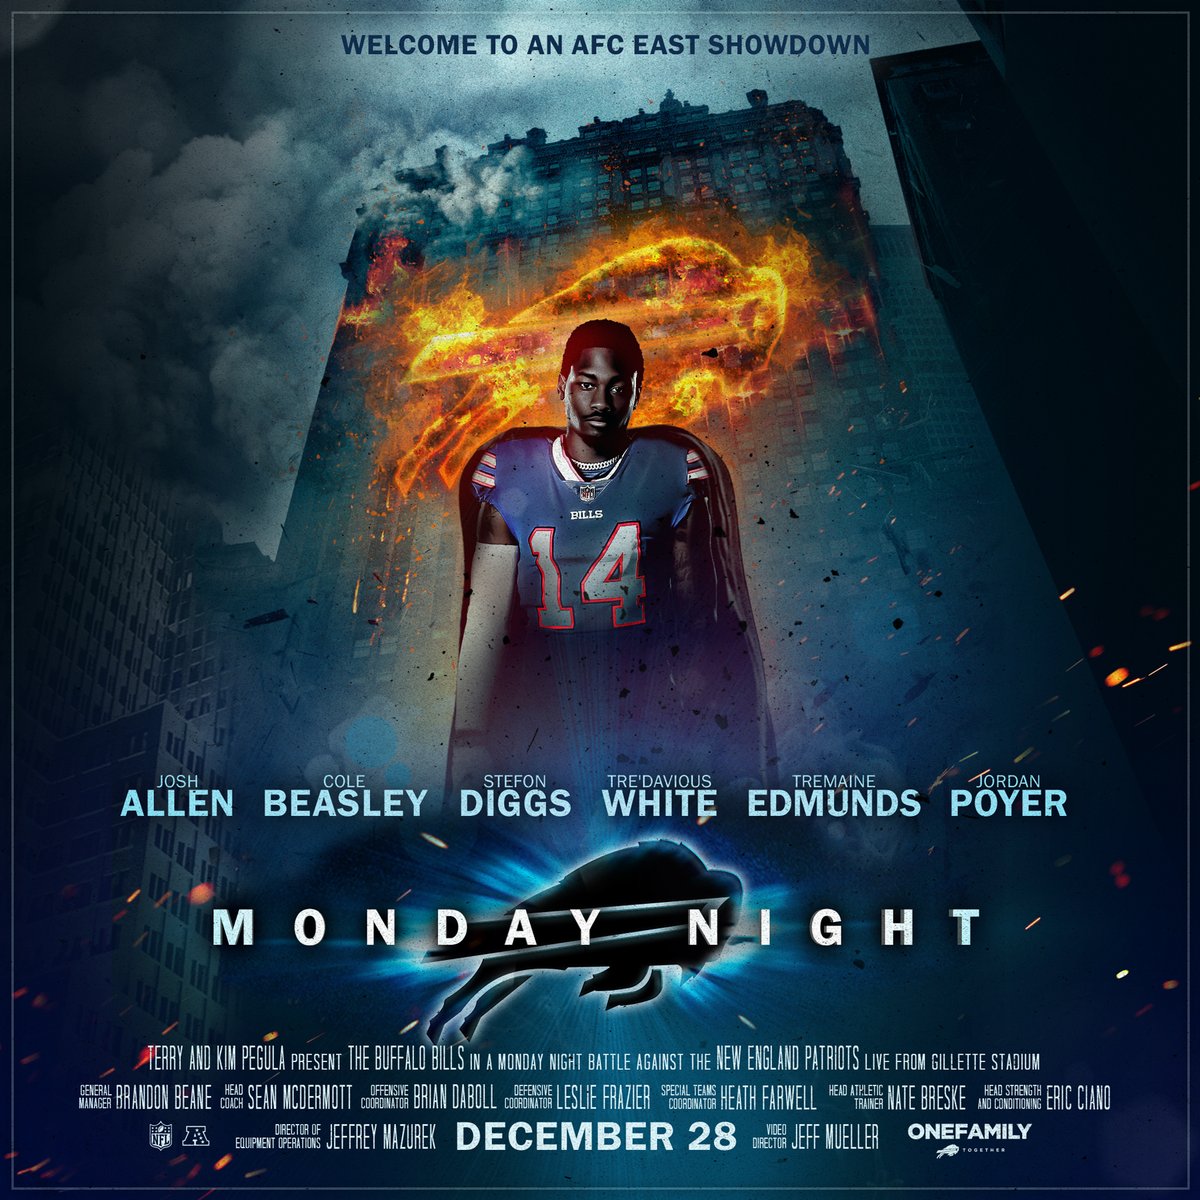 WELCOME TO AN AFC EAST SHOWDOWN
NFL
BILLS
14
JOSH ALLEN COLE BEASLEY STEFON DIGGS TRE'DAVIOUS WHITE TREMAINE EDMUNDS JORDAN POYER
MONDAY NIGHT
TERRY AND KIM PEGULA PRESENT THE BUFFALO BILLS IN A MONDAY NIGHT BATTLE AGAINST THE NEW ENGLAND PATRIOTS LIVE FROM GILLETTE STADIUM
GENERAL MANAGER BRANDON BEANE HEAD COACH SEAN MCDERMOTT OFFENSIVE COORDINATOR BRIAN DABOLL DEFENSIVE COORDINATOR LESLIE FRAZIER SPECIAL TEAMS COORDINATOR HEATH FARWELL HEAD ATHLETIC TRAINER NATE BRESKE HEAD STRENGTH AND CONDITIONING ERIC CIANO
NFL A DIRECTOR OF EQUIPMENT OPERATIONS JEFFREY MAZUREK DECEMBER 28 VIDEO DIRECTOR JEFF MUELLER ONEFAMILY
TOGETHER